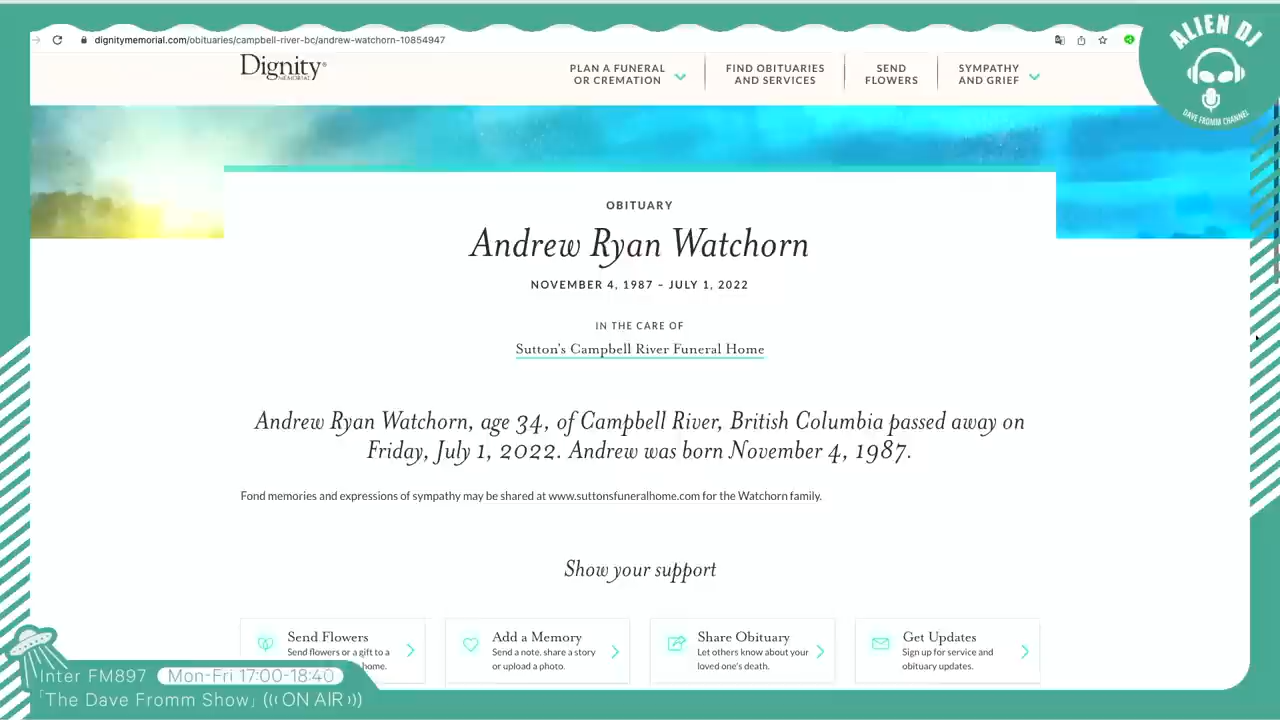 dignitymemorial.com/obituaries/campbell-river-bc/andrew-watchorn-10854947
ALIEN DJ
DAVE FROMM CHANNEL
Dignity®
MEMORIAL
PLAN A FUNERAL
OR CREMATION
FIND OBITUARIES
AND SERVICES
SEND
FLOWERS
SYMPATHY
AND GRIEF
OBITUARY
Andrew Ryan Watchorn
NOVEMBER 4, 1987 – JULY 1, 2022
IN THE CARE OF
Sutton's Campbell River Funeral Home
Andrew Ryan Watchorn, age 34, of Campbell River, British Columbia passed away on
Friday, July 1, 2022. Andrew was born November 4, 1987.
Fond memories and expressions of sympathy may be shared at www.suttonsfuneralhome.com for the Watchorn family.
Show your support
Send Flowers
Send flowers or a gift to a
home.
Add a Memory
Send a note, share a story
or upload a photo.
Share Obituary
Let others know about your
loved one's death.
Get Updates
Sign up for service and
obituary updates.
Inter FM897 Mon-Fri 17:00-18:40
「The Dave Fromm Show」((( ON AIR )))